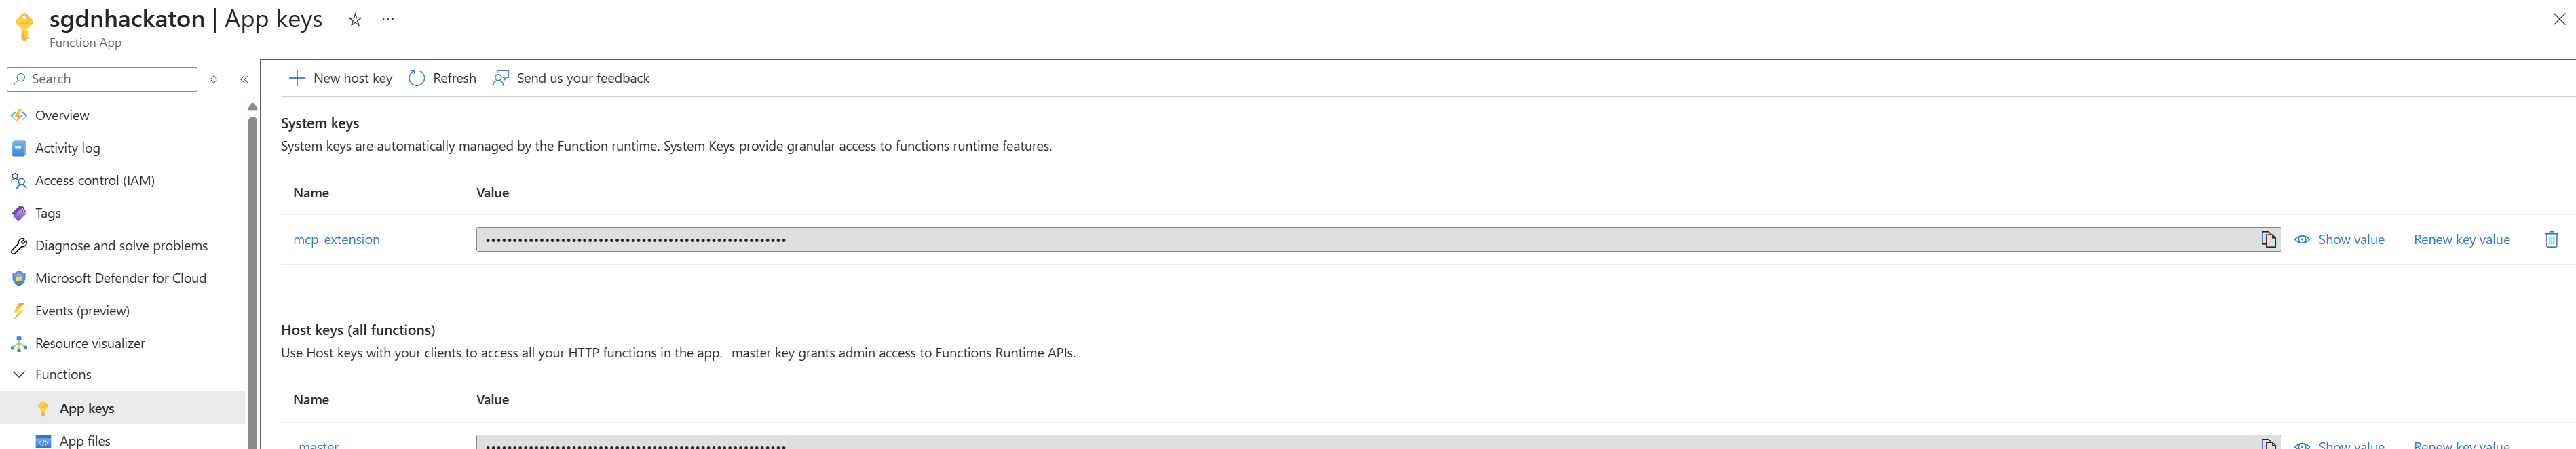 sgdnhackaton | App keys
Function App
Search
Overview
Activity log
Access control (IAM)
Tags
Diagnose and solve problems
Microsoft Defender for Cloud
Events (preview)
Resource visualizer
Functions
App keys
App files
New host key Refresh Send us your feedback
System keys
System keys are automatically managed by the Function runtime. System Keys provide granular access to functions runtime features.
Name Value
mcp_extension Show value Renew key value
Host keys (all functions)
Use Host keys with your clients to access all your HTTP functions in the app. _master key grants admin access to Functions Runtime APIs.
Name Value
_master Show value Renew key value